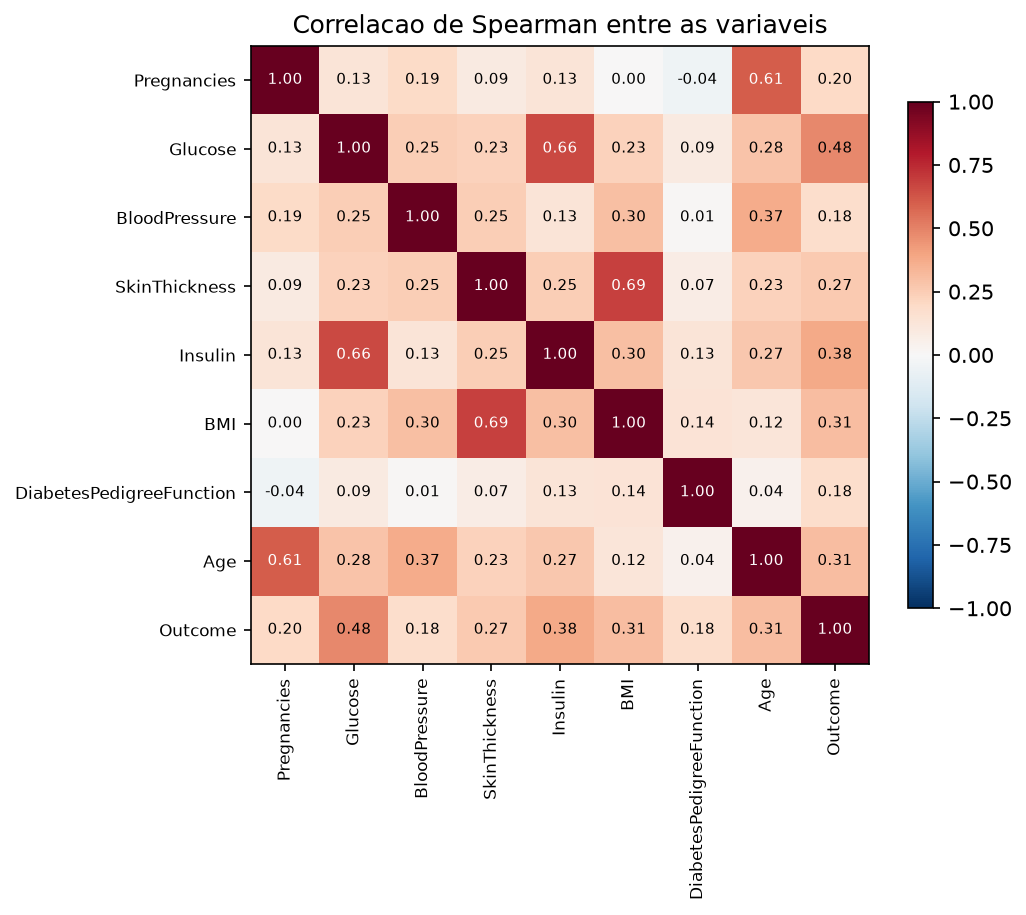 Correlacao de Spearman entre as variaveis
Pregnancies 1.00 0.13 0.19 0.09 0.13 0.00 -0.04 0.61 0.20
Glucose 0.13 1.00 0.25 0.23 0.66 0.23 0.09 0.28 0.48
BloodPressure 0.19 0.25 1.00 0.25 0.13 0.30 0.01 0.37 0.18
SkinThickness 0.09 0.23 0.25 1.00 0.25 0.69 0.07 0.23 0.27
Insulin 0.13 0.66 0.13 0.25 1.00 0.30 0.13 0.27 0.38
BMI 0.00 0.23 0.30 0.69 0.30 1.00 0.14 0.12 0.31
DiabetesPedigreeFunction -0.04 0.09 0.01 0.07 0.13 0.14 1.00 0.04 0.18
Age 0.61 0.28 0.37 0.23 0.27 0.12 0.04 1.00 0.31
Outcome 0.20 0.48 0.18 0.27 0.38 0.31 0.18 0.31 1.00
Pregnancies
Glucose
BloodPressure
SkinThickness
Insulin
BMI
DiabetesPedigreeFunction
Age
Outcome
1.00
0.75
0.50
0.25
0.00
−0.25
−0.50
−0.75
−1.00